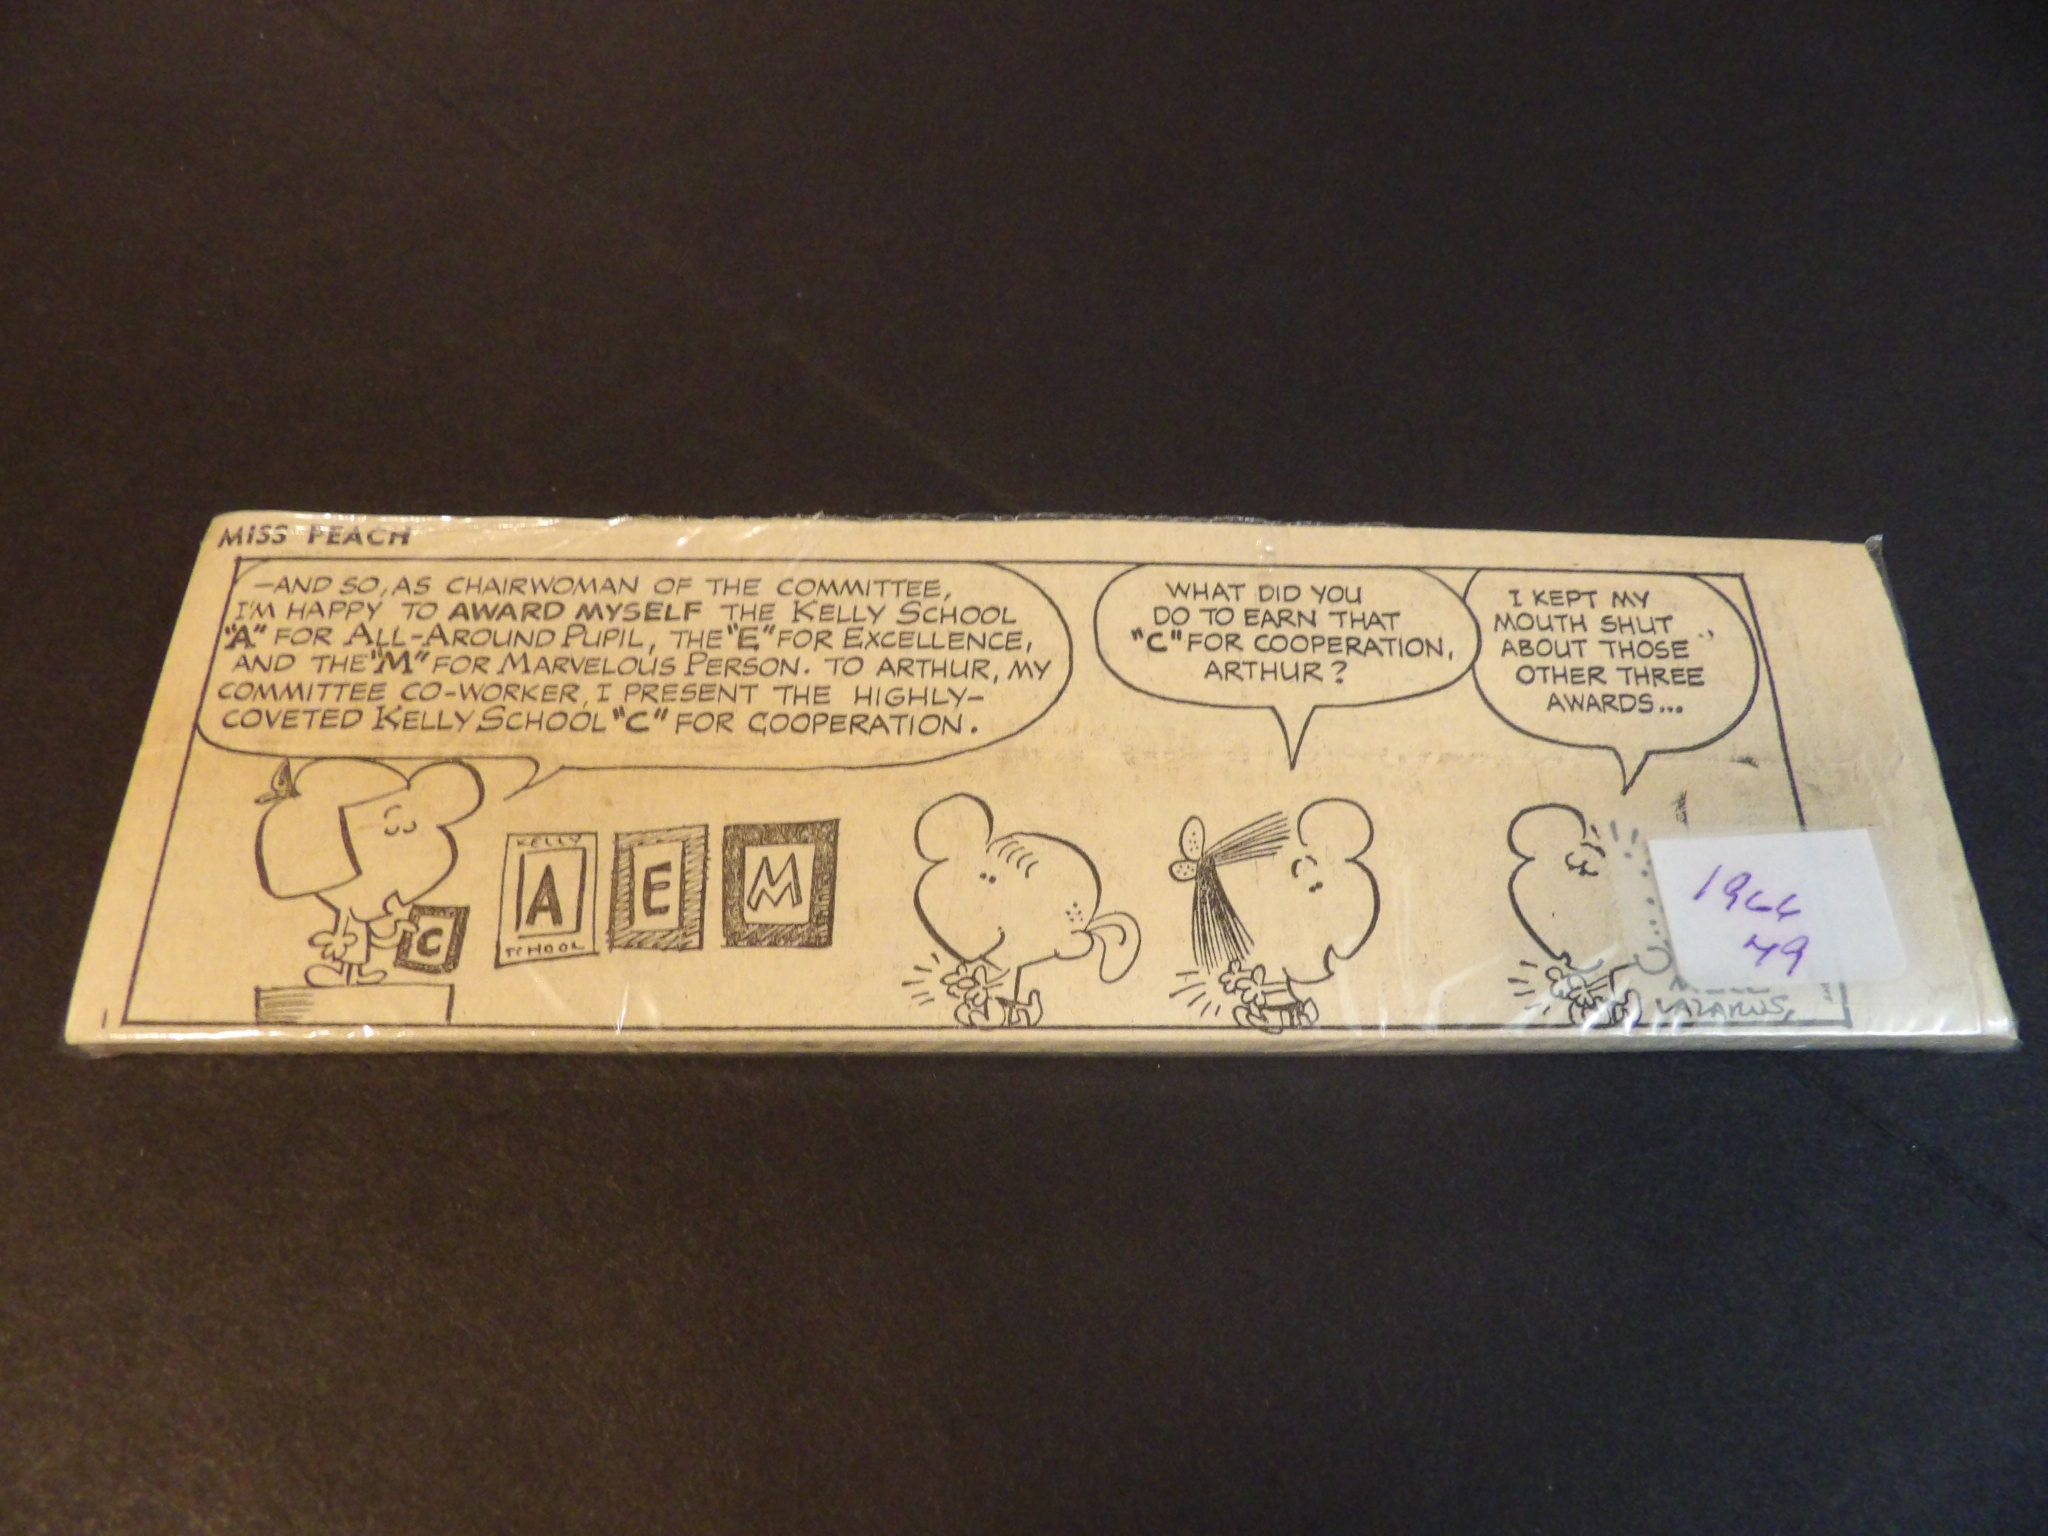 MISS PEACH
—AND SO, AS CHAIRWOMAN OF THE COMMITTEE,
I'M HAPPY TO AWARD MYSELF THE KELLY SCHOOL
"A" FOR ALL-AROUND PUPIL, THE "E" FOR EXCELLENCE,
AND THE "M" FOR MARVELOUS PERSON. TO ARTHUR, MY
COMMITTEE CO-WORKER, I PRESENT THE HIGHLY-
COVETED KELLY SCHOOL "C" FOR COOPERATION.
WHAT DID YOU
DO TO EARN THAT
"C" FOR COOPERATION,
ARTHUR?
I KEPT MY
MOUTH SHUT
ABOUT THOSE
OTHER THREE
AWARDS...
C
KELLY
A
SCHOOL
E
M
79
LAZARUS,
1